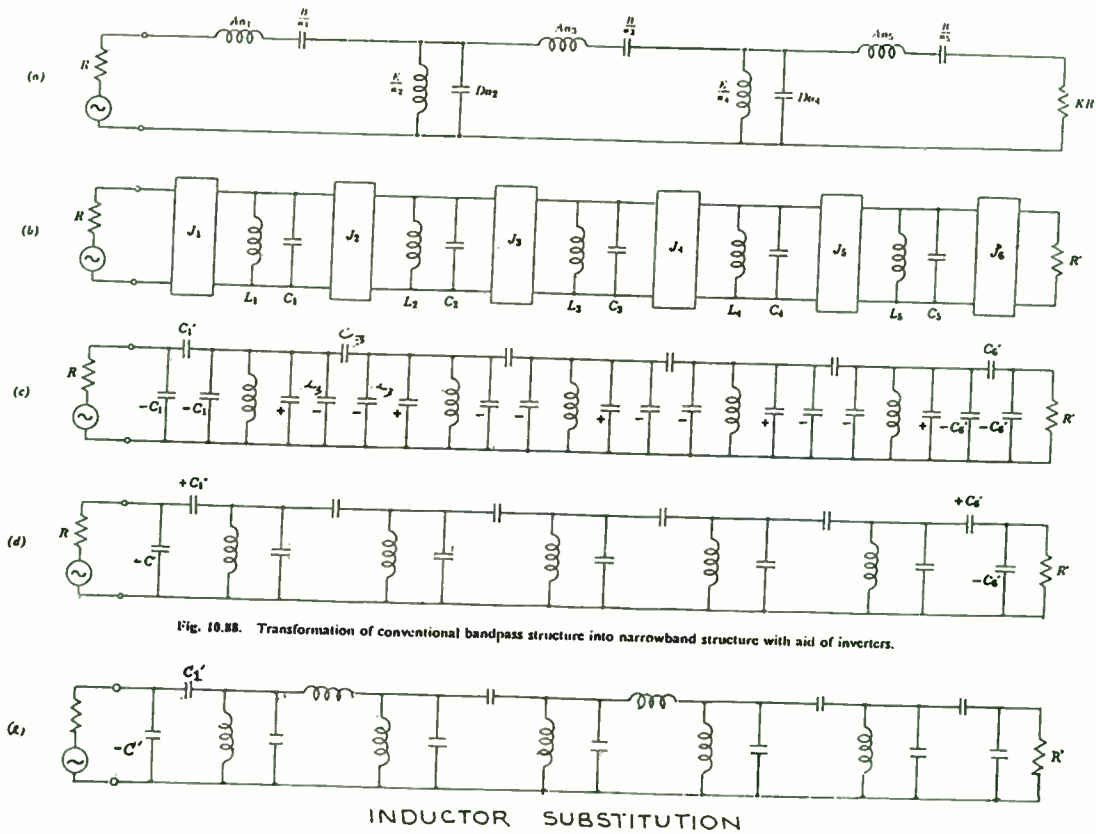 An₁ B/n₁ An₃ B/n₃ An₅ B/n₅
(a) R E/n₂ Dn₂ E/n₄ Dn₄ KR
(b) R J₁ J₂ J₃ J₄ J₅ J₆ R'
L₁ C₁ L₂ C₂ L₃ C₃ L₄ C₄ L₅ C₅
C₁' C₆'
(c) R -C₁ -C₁ + - - + - - + - - + - - + -C₆' -C₆' R'
+C₁' +C₆'
(d) R -C' -C₆' R'
Fig. 10.88. Transformation of conventional bandpass structure into narrowband structure with aid of inverters.
C₁'
(e) -C' R'
INDUCTOR SUBSTITUTION